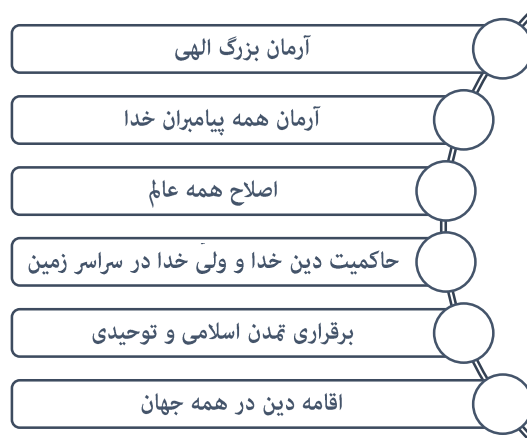 آرمان بزرگ الهی
آرمان همه پیامبران خدا
اصلاح همه عالم
حاکمیت دین خدا و ولیّ خدا در سراسر زمین
برقراری تمدن اسلامی و توحیدی
اقامه دین در همه جهان